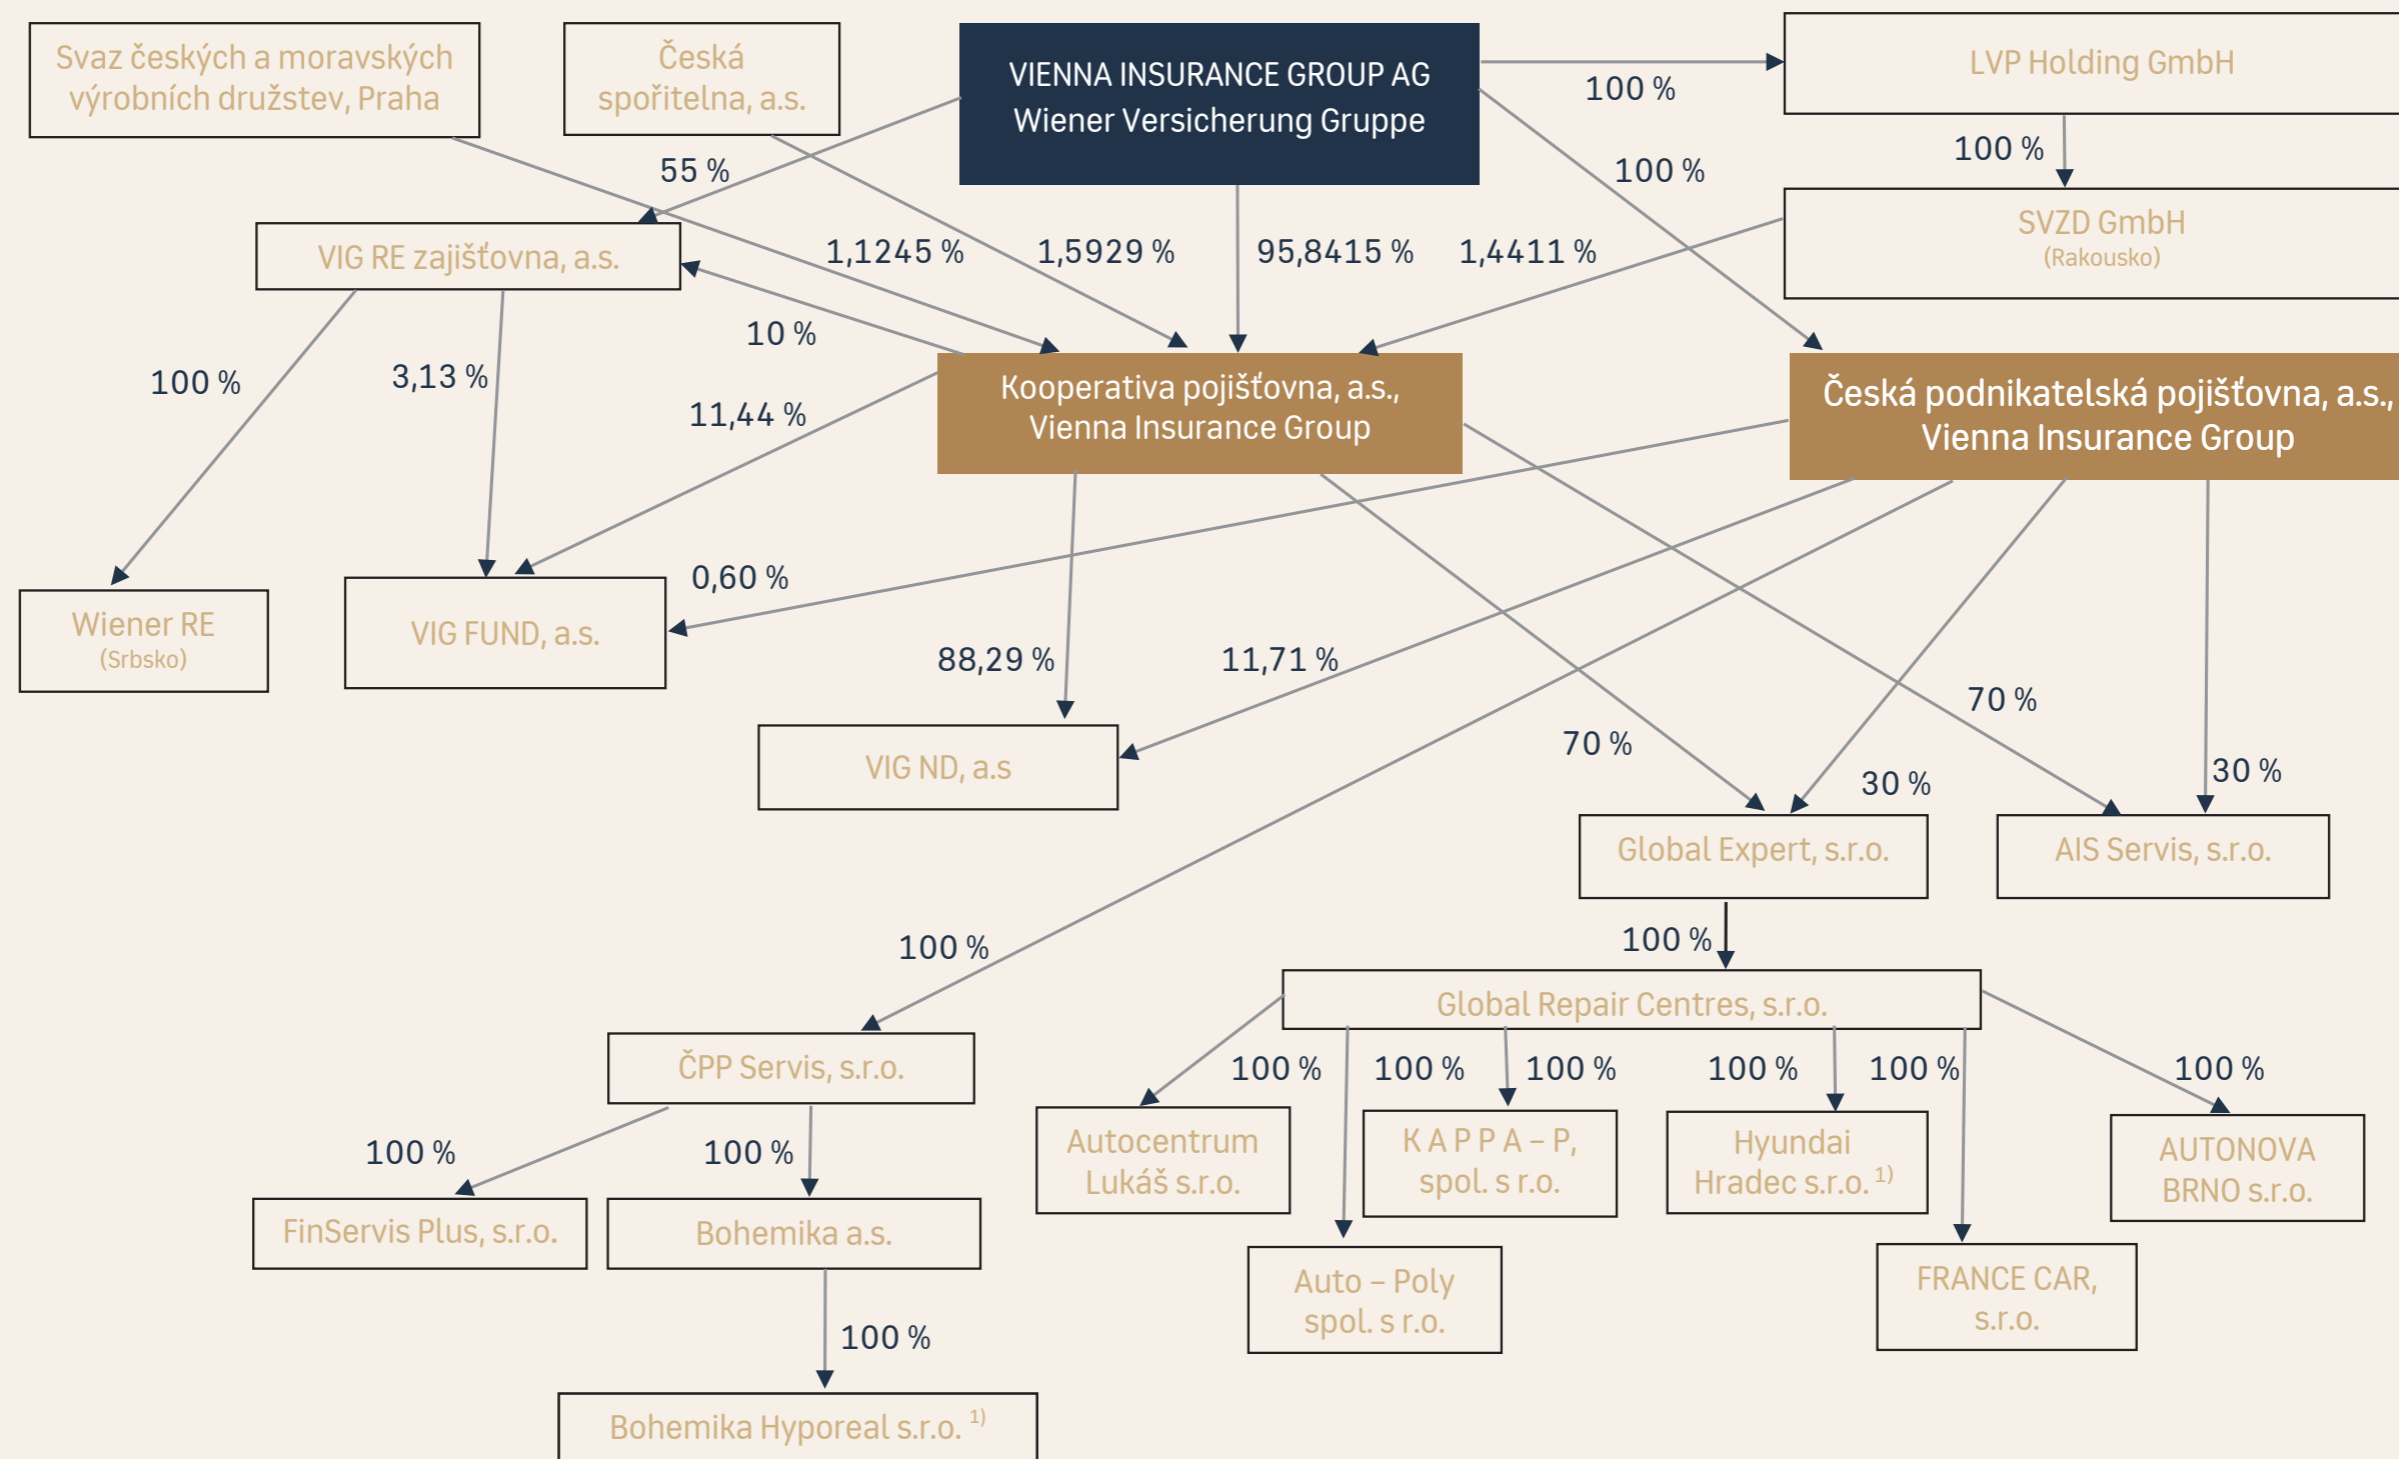 Svaz českých a moravských
výrobních družstev, Praha
Česká
spořitelna, a.s.
VIENNA INSURANCE GROUP AG
Wiener Versicherung Gruppe
LVP Holding GmbH
100 %
55 %
100 %
100 %
SVZD GmbH
(Rakousko)
VIG RE zajišťovna, a.s.
1,1245 %
1,5929 %
95,8415 %
1,4411 %
10 %
100 %
3,13 %
11,44 %
Kooperativa pojišťovna, a.s.,
Vienna Insurance Group
Česká podnikatelská pojišťovna, a.s.,
Vienna Insurance Group
0,60 %
Wiener RE
(Srbsko)
VIG FUND, a.s.
88,29 %
11,71 %
70 %
70 %
30 %
30 %
VIG ND, a.s
Global Expert, s.r.o.
AIS Servis, s.r.o.
100 %
100 %
Global Repair Centres, s.r.o.
ČPP Servis, s.r.o.
100 %
100 %
100 %
100 %
100 %
100 %
100 %
100 %
Autocentrum
Lukáš s.r.o.
K A P P A – P,
spol. s r.o.
Hyundai
Hradec s.r.o. 1)
AUTONOVA
BRNO s.r.o.
FinServis Plus, s.r.o.
Bohemika a.s.
Auto – Poly
spol. s r.o.
FRANCE CAR,
s.r.o.
100 %
Bohemika Hyporeal s.r.o. 1)